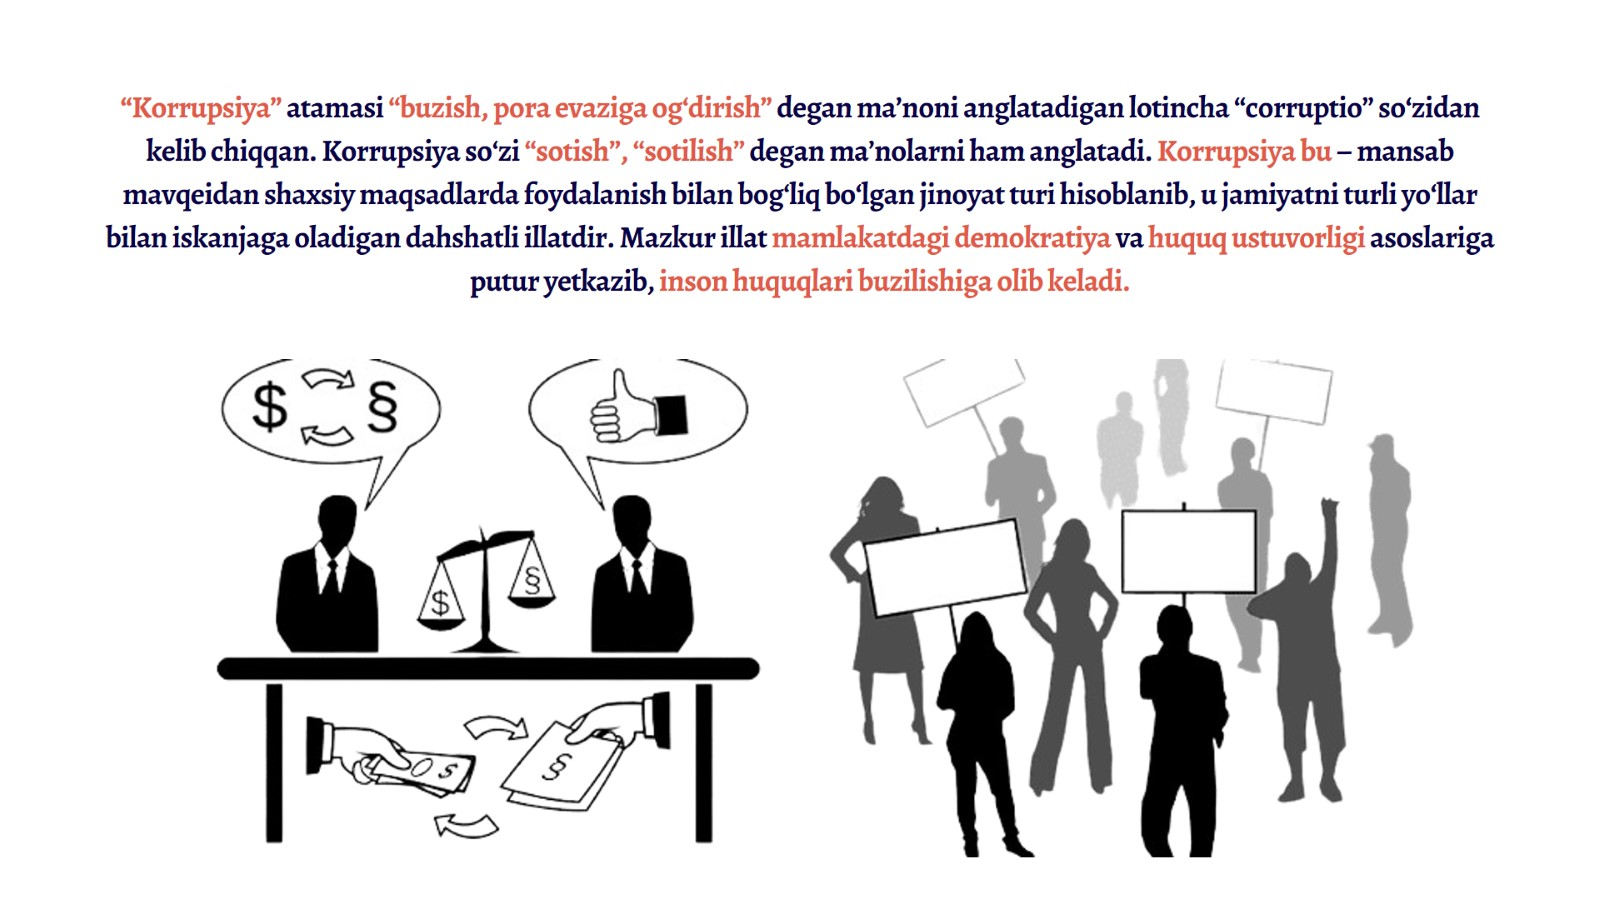 “Korrupsiya” atamasi “buzish, pora evaziga og‘dirish” degan ma’noni anglatadigan lotincha “corruptio” so‘zidan
kelib chiqqan. Korrupsiya so‘zi “sotish”, “sotilish” degan ma’nolarni ham anglatadi. Korrupsiya bu – mansab
mavqeidan shaxsiy maqsadlarda foydalanish bilan bog‘liq bo‘lgan jinoyat turi hisoblanib, u jamiyatni turli yo‘llar
bilan iskanjaga oladigan dahshatli illatdir. Mazkur illat mamlakatdagi demokratiya va huquq ustuvorligi asoslariga
putur yetkazib, inson huquqlari buzilishiga olib keladi.
$ §
$ §
$ §